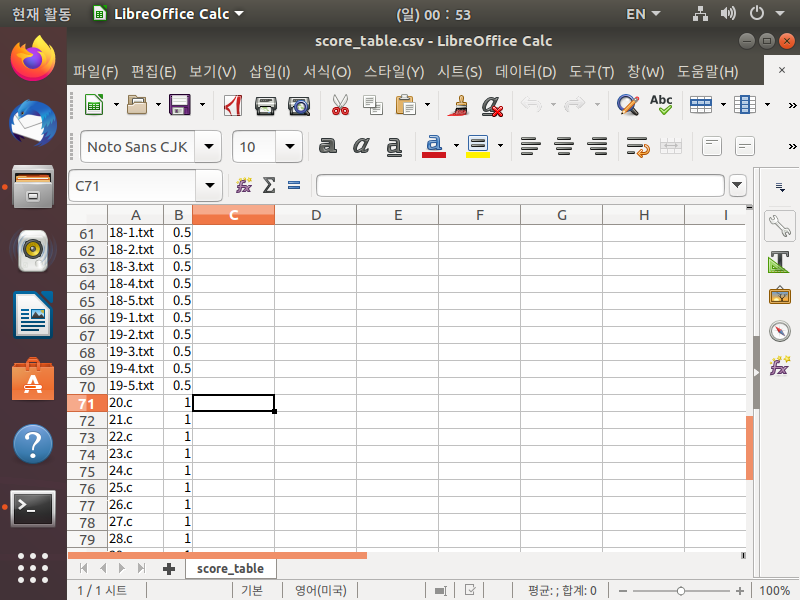 현재 활동 LibreOffice Calc (일) 00 : 53 EN
score_table.csv - LibreOffice Calc
파일(F) 편집(E) 보기(V) 삽입(I) 서식(O) 스타일(Y) 시트(S) 데이터(D) 도구(T) 창(W) 도움말(H)
Abc
Noto Sans CJK 10 a a a a
C71 fx Σ =
A B C D E F G H I
61 18-1.txt 0.5
62 18-2.txt 0.5
63 18-3.txt 0.5
64 18-4.txt 0.5
65 18-5.txt 0.5
66 19-1.txt 0.5
67 19-2.txt 0.5
68 19-3.txt 0.5
69 19-4.txt 0.5
70 19-5.txt 0.5
71 20.c 1
72 21.c 1
73 22.c 1
74 23.c 1
75 24.c 1
76 25.c 1
77 26.c 1
78 27.c 1
79 28.c 1
score_table
1 / 1 시트 기본 영어(미국) 평균: ; 합계: 0 100%